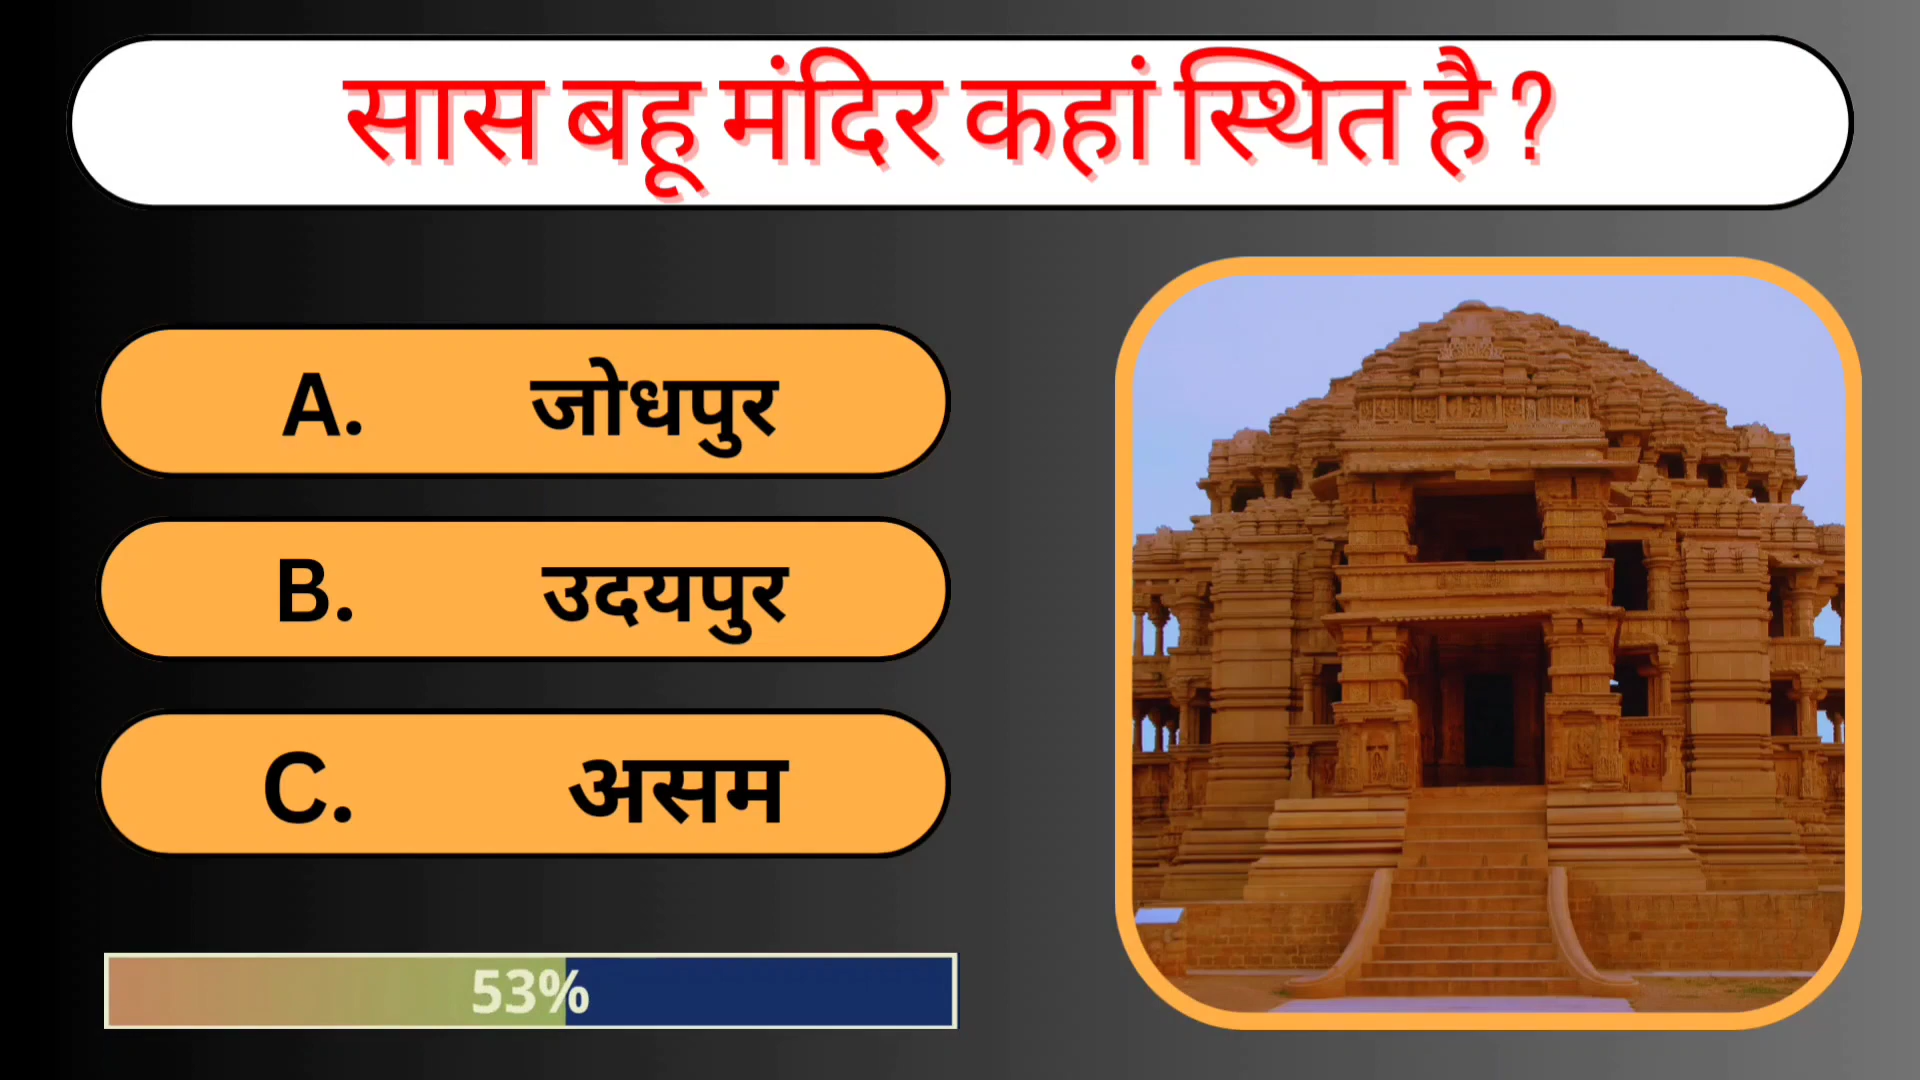 सास बहू मंदिर कहां स्थित है ?
A. जोधपुर
B. उदयपुर
C. असम
53%